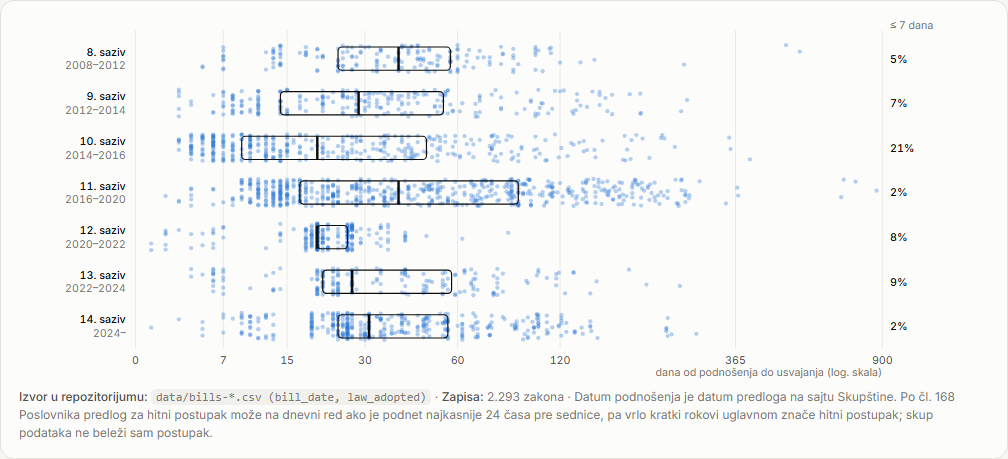 ≤ 7 dana
8. saziv
2008–2012
5%
9. saziv
2012–2014
7%
10. saziv
2014–2016
21%
11. saziv
2016–2020
2%
12. saziv
2020–2022
8%
13. saziv
2022–2024
9%
14. saziv
2024–
2%
0 7 15 30 60 120 365 900
dana od podnošenja do usvajanja (log. skala)
Izvor u repozitorijumu: data/bills-*.csv (bill_date, law_adopted) · Zapisa: 2.293 zakona · Datum podnošenja je datum predloga na sajtu Skupštine. Po čl. 168
Poslovnika predlog za hitni postupak može na dnevni red ako je podnet najkasnije 24 časa pre sednice, pa vrlo kratki rokovi uglavnom znače hitni postupak; skup
podataka ne beleži sam postupak.